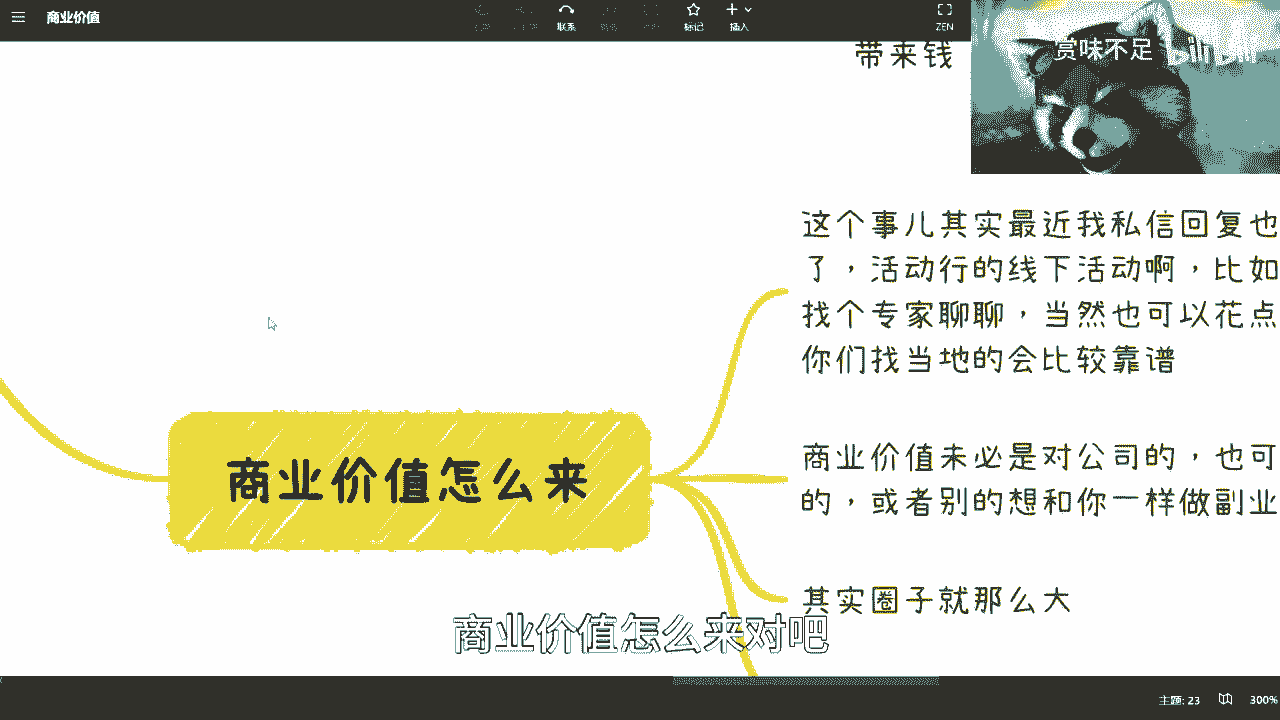 商业价值
联系
标记
插入
ZEN
赏味不足
bilibili
带来钱
这个事儿其实最近我私信回复也
了，活动行的线下活动啊，比如
找个专家聊聊，当然也可以花点
你们找当地的会比较靠谱
商业价值怎么来
商业价值未必是对公司的，也可
的，或者别的想和你一样做副业
其实圈子就那么大
商业价值怎么来对吧
主题: 23
300%